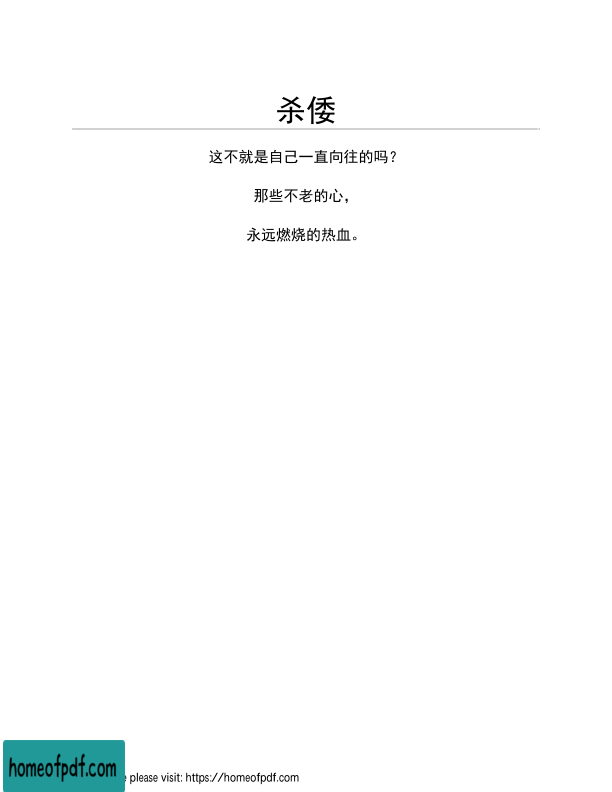 杀倭
这不就是自己一直向往的吗？
那些不老的心，
永远燃烧的热血。
homeofpdf.com
please visit: https://homeofpdf.com